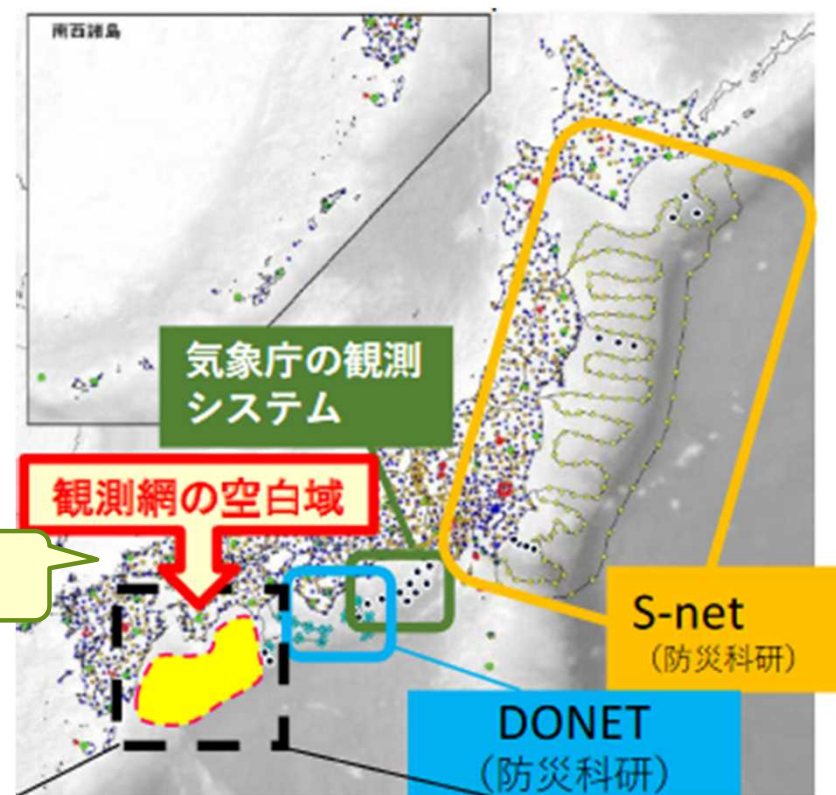 南西諸島
気象庁の観測
システム
観測網の空白域
S-net
（防災科研）
DONET
（防災科研）